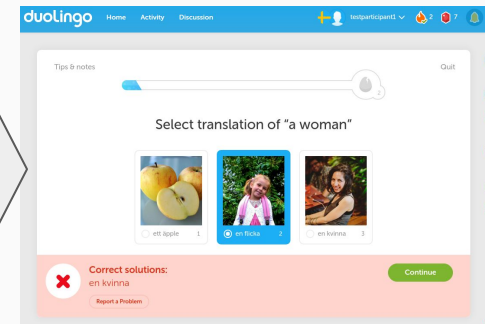 duolingo Home Activity Discussion testparticipant1 2 7
Tips & notes Quit
2
Select translation of "a woman"
ett äpple 1 en flicka 2 en kvinna 3
Correct solutions:
en kvinna
Continue
Report a Problem